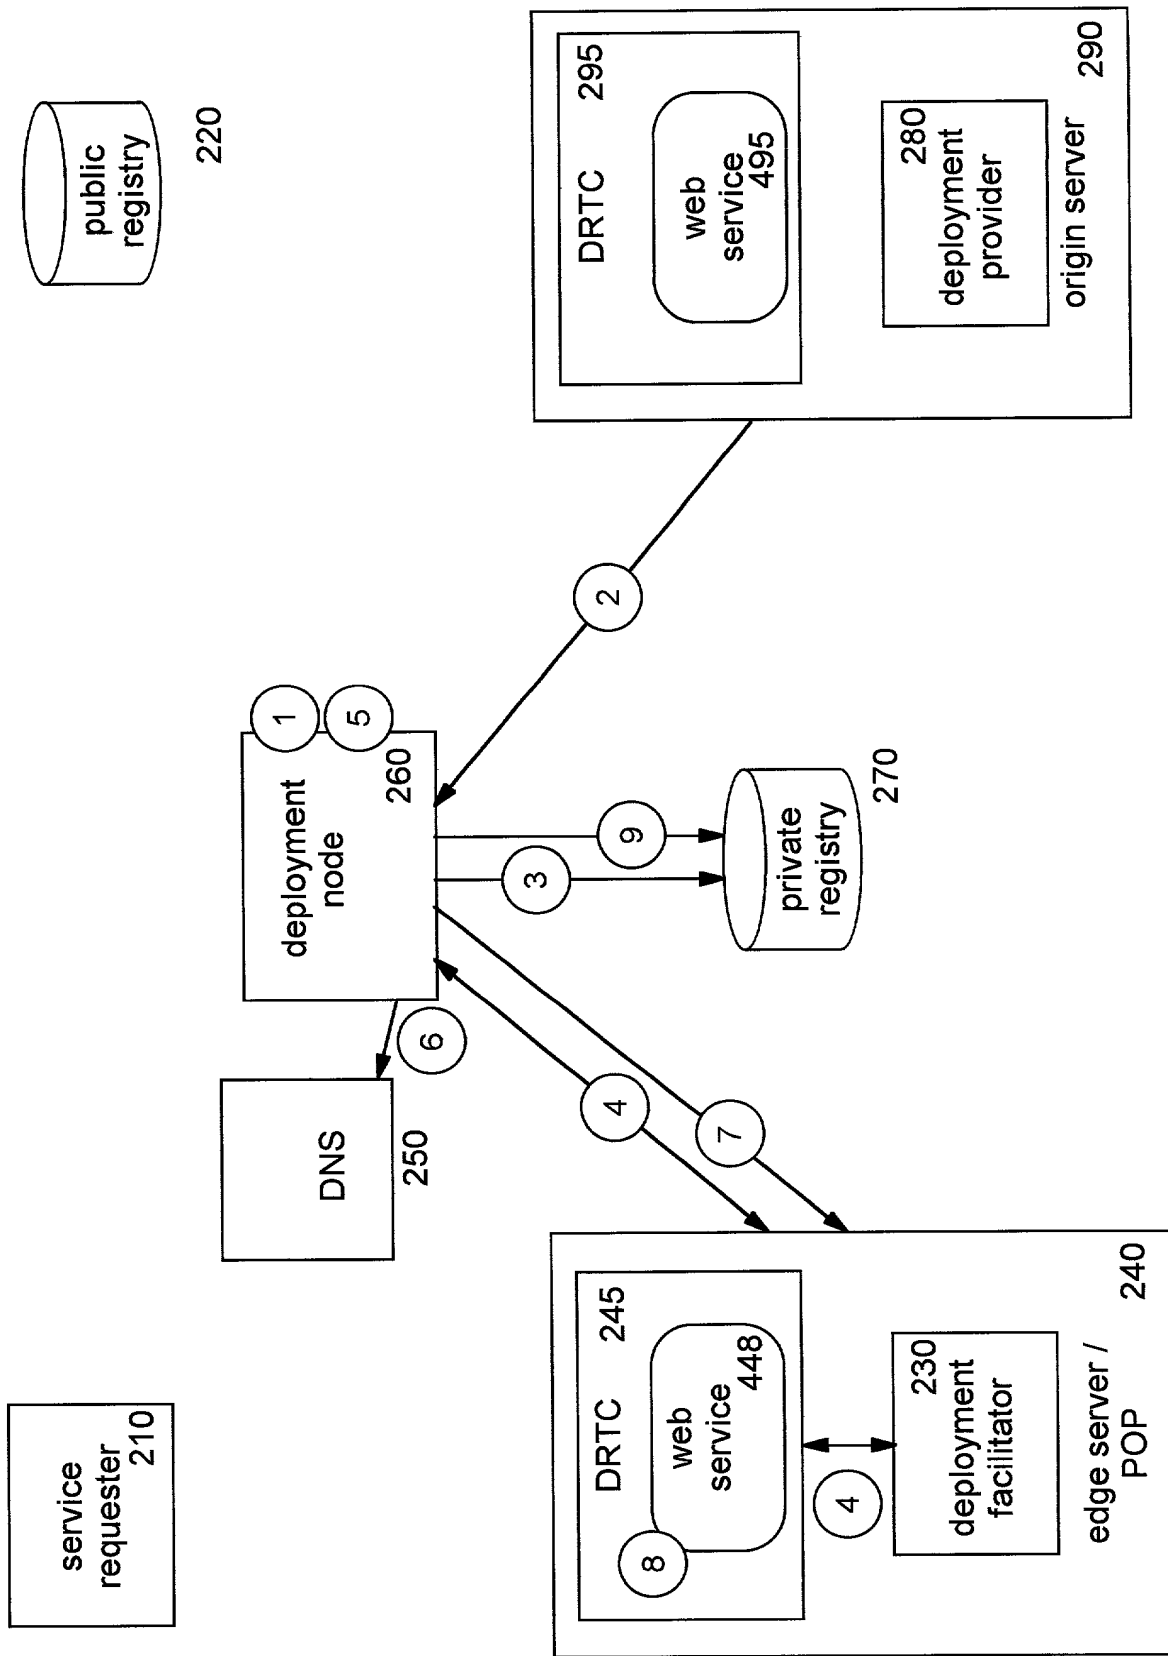 service
requester
210
public
registry
220
DNS
250
deployment
node
260
1
5
6
2
4
7
3
9
private
registry
270
DRTC
245
web
service
448
8
4
230
deployment
facilitator
edge server /
POP
240
DRTC
295
web
service
495
280
deployment
provider
origin server
290